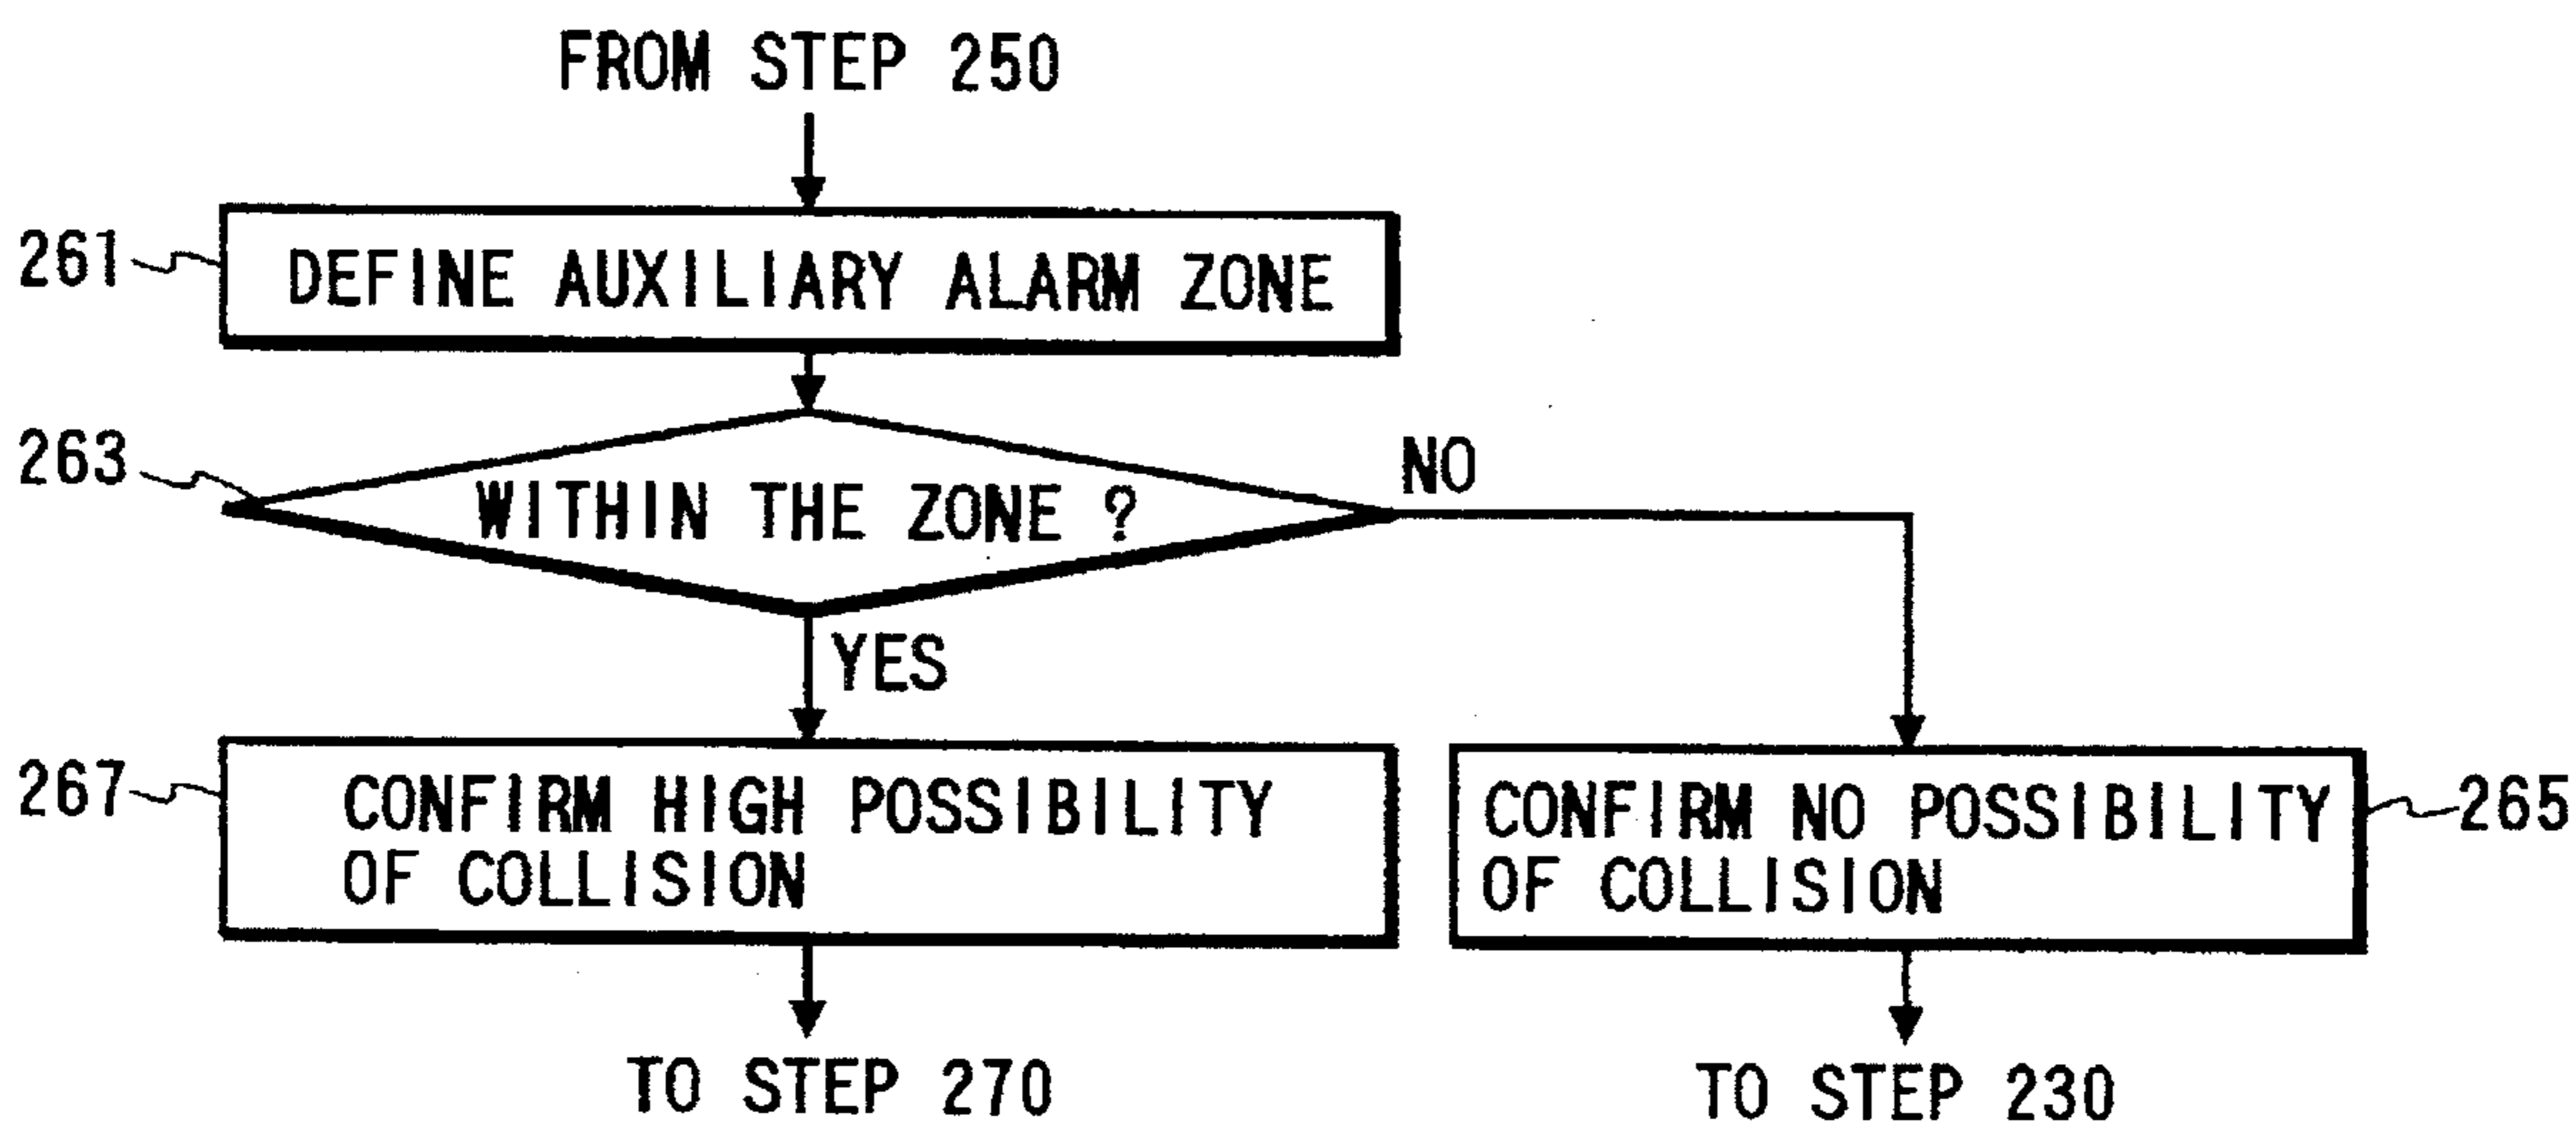 FROM STEP 250
261
DEFINE AUXILIARY ALARM ZONE
263
WITHIN THE ZONE ?
NO
YES
267
CONFIRM HIGH POSSIBILITY
OF COLLISION
CONFIRM NO POSSIBILITY
OF COLLISION
265
TO STEP 270
TO STEP 230